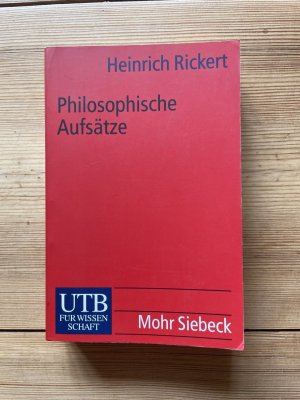 Heinrich Rickert
Philosophische
Aufsätze
UTB
FÜR WISSEN
SCHAFT
Mohr Siebeck